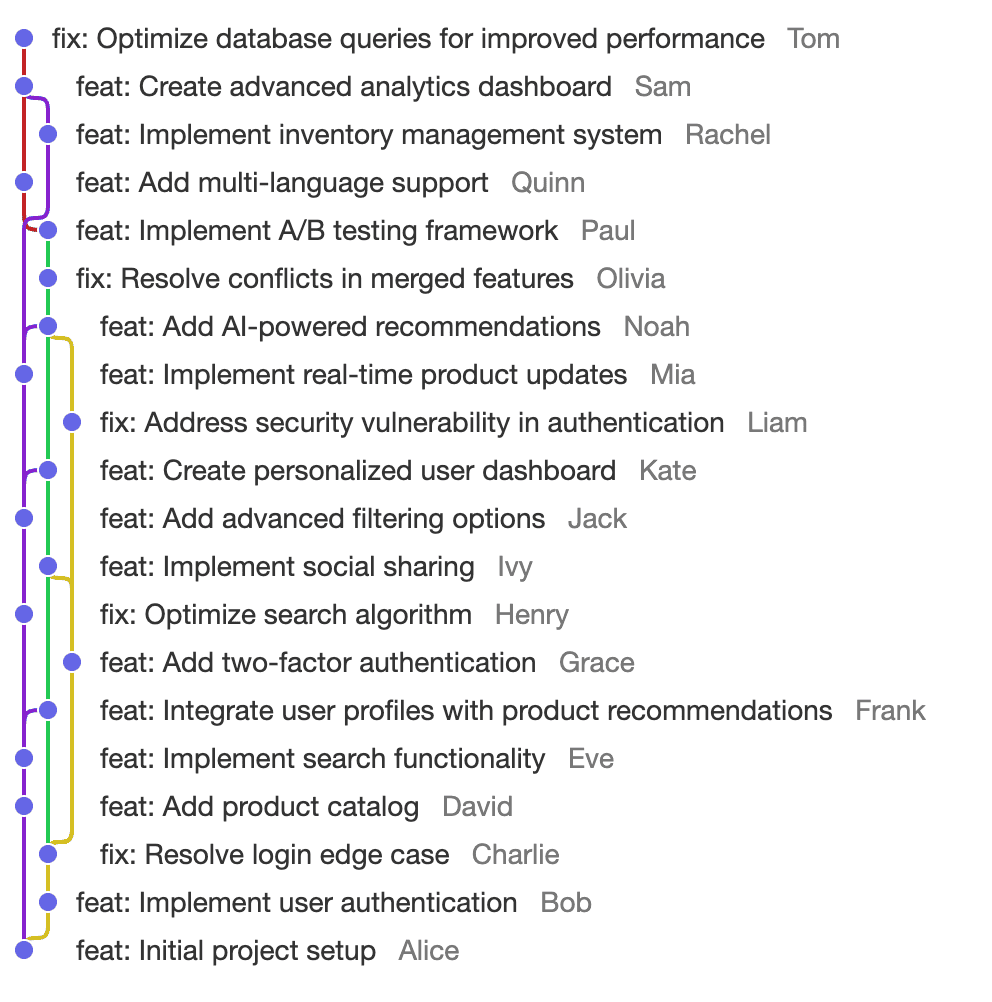 fix: Optimize database queries for improved performance Tom
feat: Create advanced analytics dashboard Sam
feat: Implement inventory management system Rachel
feat: Add multi-language support Quinn
feat: Implement A/B testing framework Paul
fix: Resolve conflicts in merged features Olivia
feat: Add AI-powered recommendations Noah
feat: Implement real-time product updates Mia
fix: Address security vulnerability in authentication Liam
feat: Create personalized user dashboard Kate
feat: Add advanced filtering options Jack
feat: Implement social sharing Ivy
fix: Optimize search algorithm Henry
feat: Add two-factor authentication Grace
feat: Integrate user profiles with product recommendations Frank
feat: Implement search functionality Eve
feat: Add product catalog David
fix: Resolve login edge case Charlie
feat: Implement user authentication Bob
feat: Initial project setup Alice